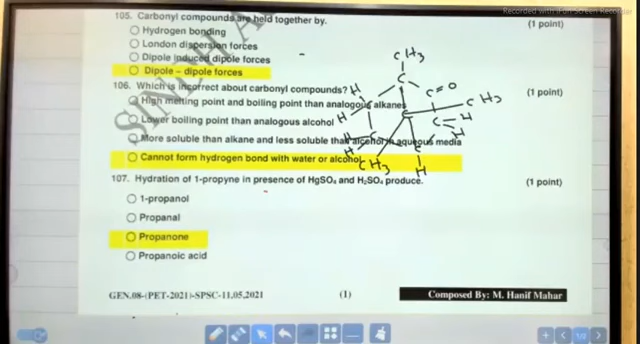 Recorded with iFun Screen Recorder
105. Carbonyl compounds are held together by. (1 point)
Hydrogen bonding
London dispersion forces
Dipole induced dipole forces
Dipole – dipole forces
106. Which is incorrect about carbonyl compounds? (1 point)
High melting point and boiling point than analogous alkanes
Lower boiling point than analogous alcohol
More soluble than alkane and less soluble than alcohol in aqueous media
Cannot form hydrogen bond with water or alcohol
CH3
C
C=O
H
CH3
C
H
C
H
H
H
H
C
C
CH3
H
107. Hydration of 1-propyne in presence of HgSO₄ and H₂SO₄ produce. (1 point)
1-propanol
Propanal
Propanone
Propanoic acid
GEN.08-(PET-2021)-SPSC-11.05.2021 (1) Composed By: M. Hanif Mahar
SINDH